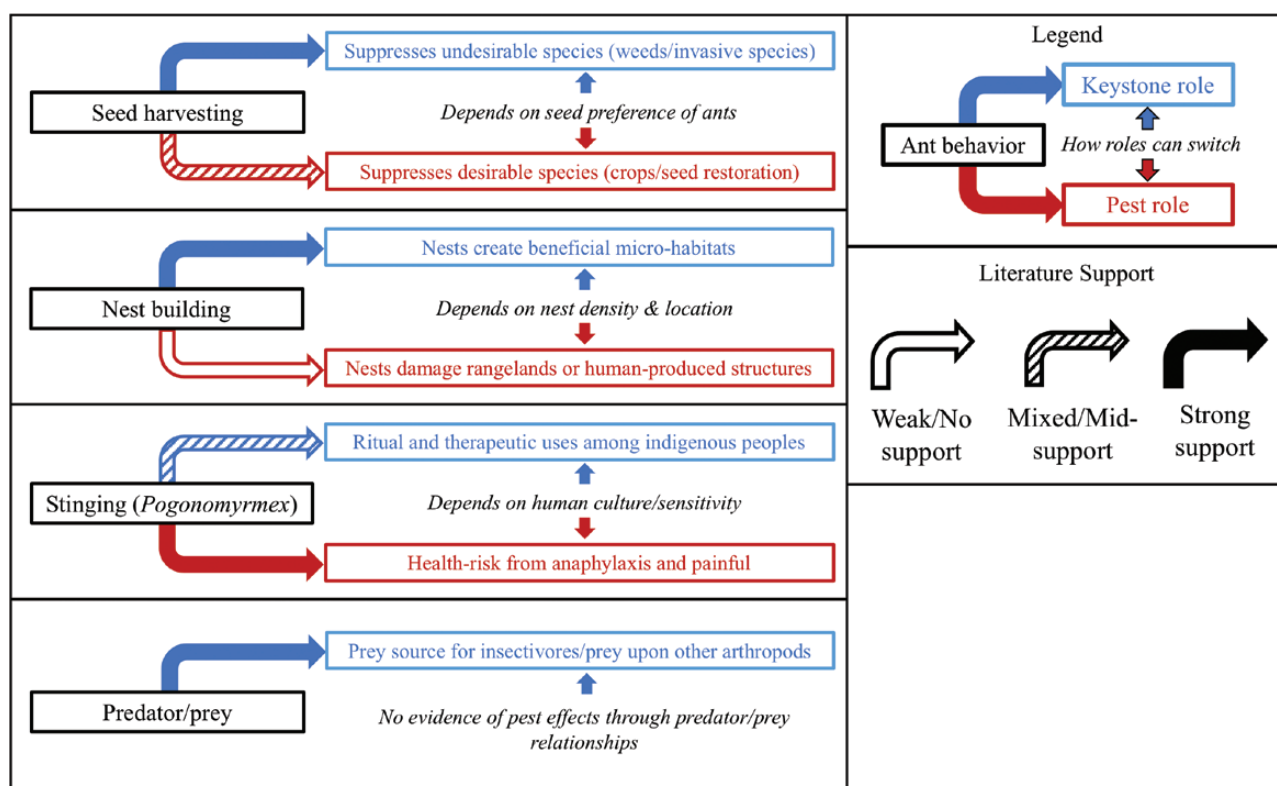 Suppresses undesirable species (weeds/invasive species)
Seed harvesting
Depends on seed preference of ants
Suppresses desirable species (crops/seed restoration)
Nests create beneficial micro-habitats
Nest building
Depends on nest density & location
Nests damage rangelands or human-produced structures
Ritual and therapeutic uses among indigenous peoples
Stinging (Pogonomyrmex)
Depends on human culture/sensitivity
Health-risk from anaphylaxis and painful
Prey source for insectivores/prey upon other arthropods
Predator/prey
No evidence of pest effects through predator/prey
relationships
Legend
Keystone role
Ant behavior
How roles can switch
Pest role
Literature Support
Weak/No
support
Mixed/Mid-
support
Strong
support